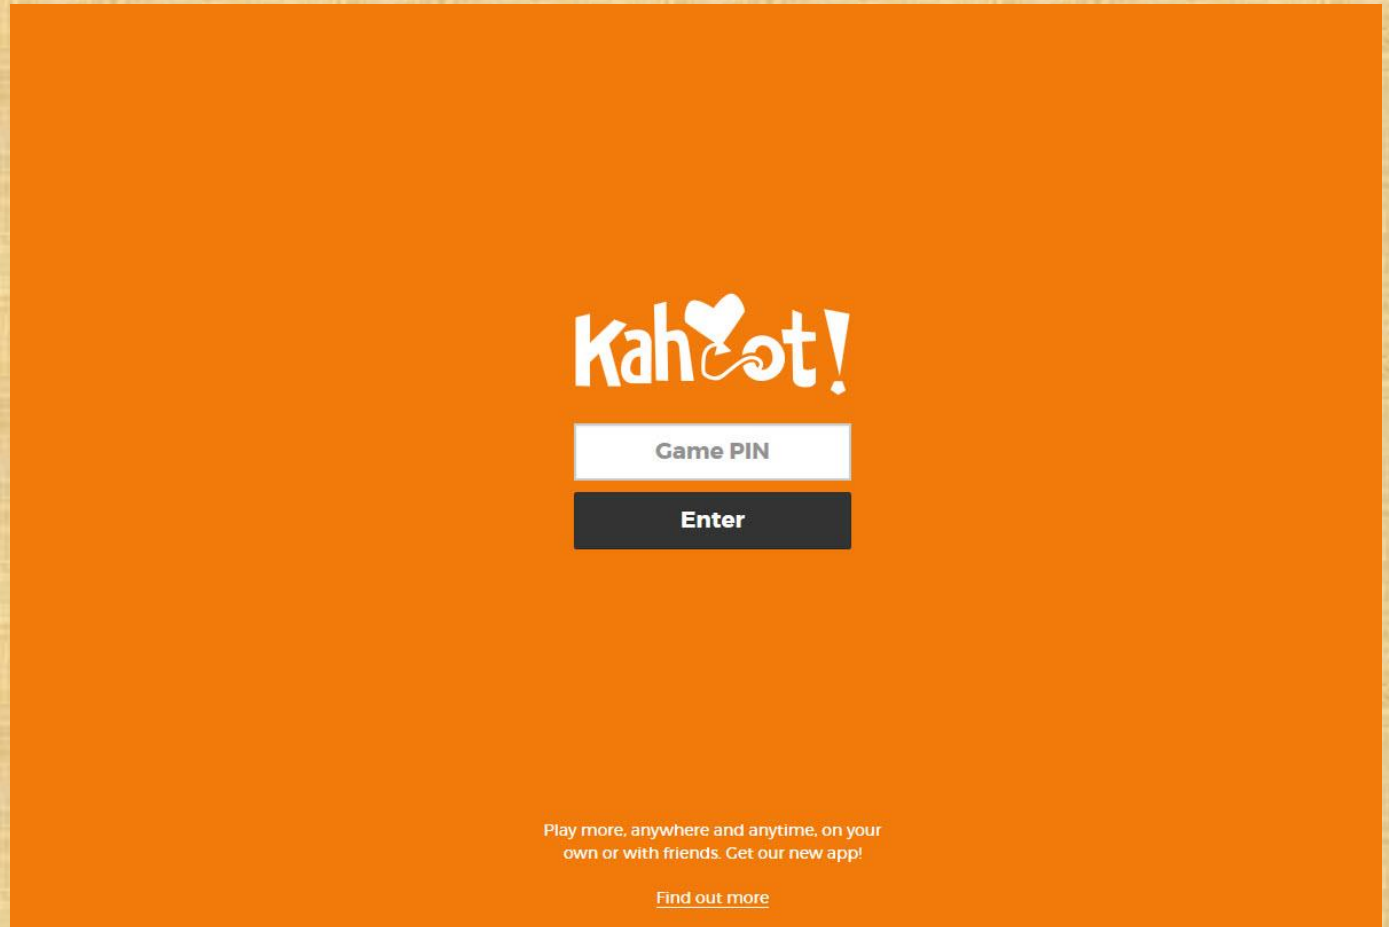 Kahoot!
Game PIN
Enter
Play more, anywhere and anytime, on your
own or with friends. Get our new app!
Find out more